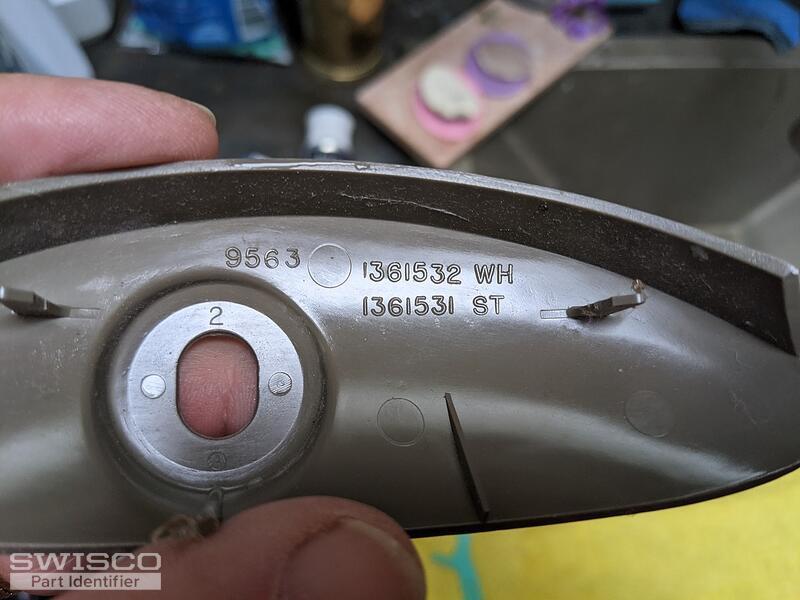 9563
1361532 WH
1361531 ST
2
SWISCO
Part Identifier